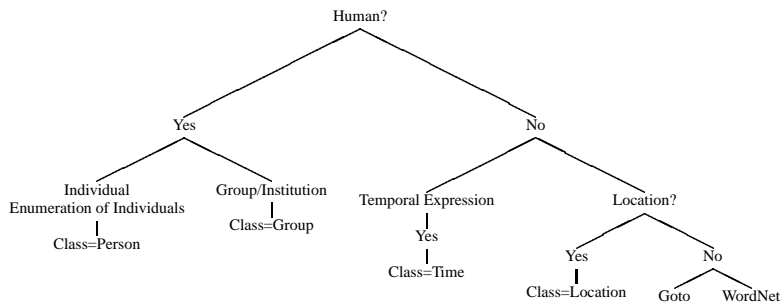 Human?
Yes
No
Individual
Enumeration of Individuals
Class=Person
Group/Institution
Class=Group
Temporal Expression
Yes
Class=Time
Location?
Yes
Class=Location
No
Goto
WordNet